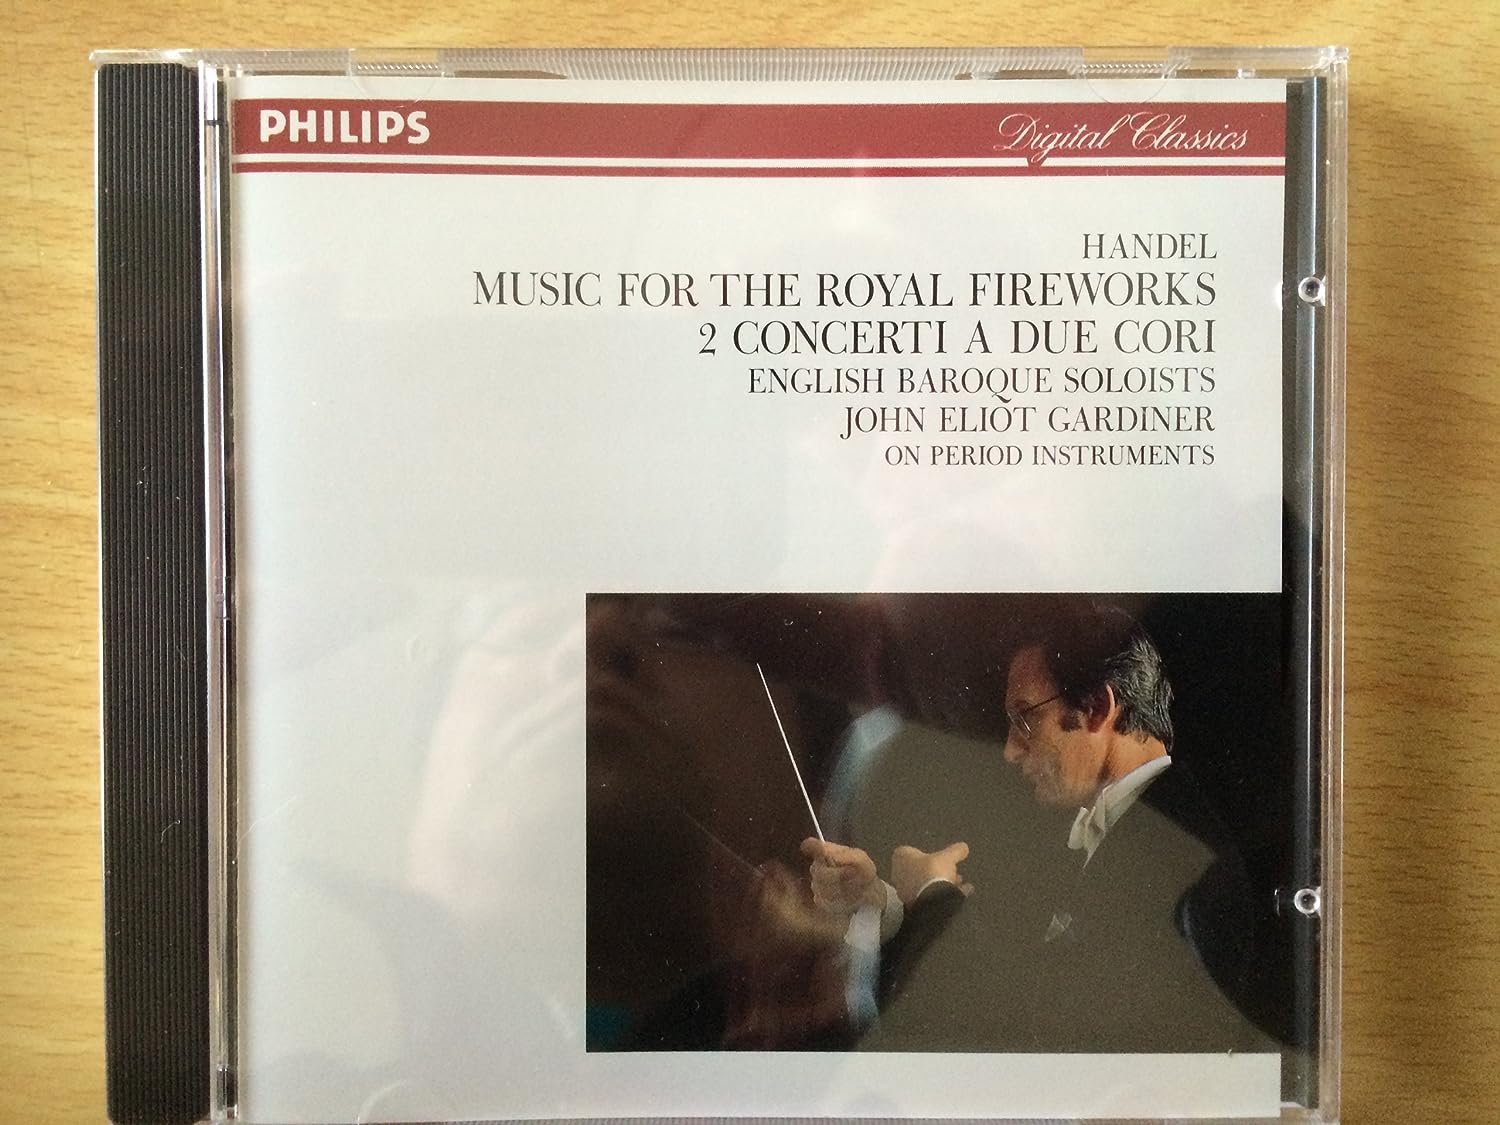 PHILIPS Digital Classics
HANDEL
MUSIC FOR THE ROYAL FIREWORKS
2 CONCERTI A DUE CORI
ENGLISH BAROQUE SOLOISTS
JOHN ELIOT GARDINER
ON PERIOD INSTRUMENTS